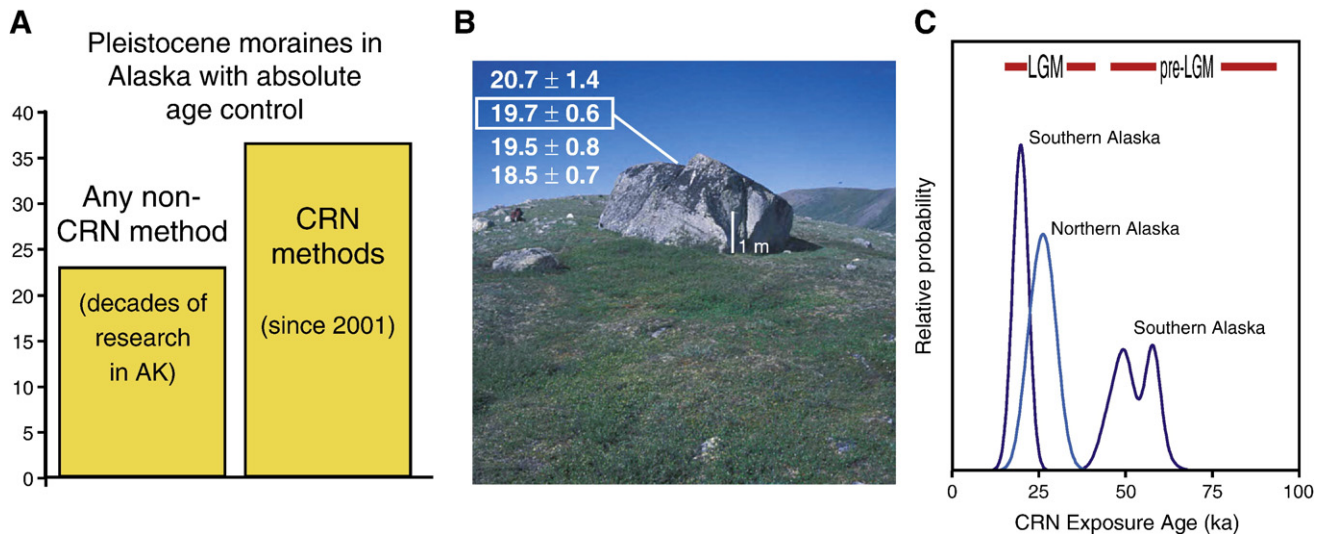 A
Pleistocene moraines in
Alaska with absolute
age control
40
35
30
25
20
15
10
5
0
Any non-
CRN method
(decades of
research
in AK)
CRN
methods
(since 2001)
B
20.7 ± 1.4
19.7 ± 0.6
19.5 ± 0.8
18.5 ± 0.7
1 m
C
LGM
pre-LGM
Southern Alaska
Northern Alaska
Southern Alaska
Relative probability
0
25
50
75
100
CRN Exposure Age (ka)